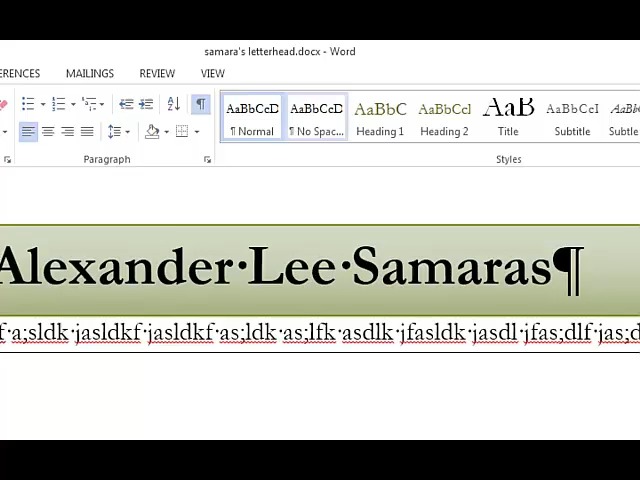 samara's letterhead.docx - Word
ERENCES MAILINGS REVIEW VIEW
AaBbCcD AaBbCcD AaBbC AaBbCcI AaB AaBbCcI
¶ Normal ¶ No Spac... Heading 1 Heading 2 Title Subtitle Subtle
Paragraph Styles
Alexander·Lee·Samaras¶
f·a;sldk·jasldkf·jasldkf·as;ldk·as;lfk·asdlk·jfasldk·jasdl·jfas;dlf·jas;d